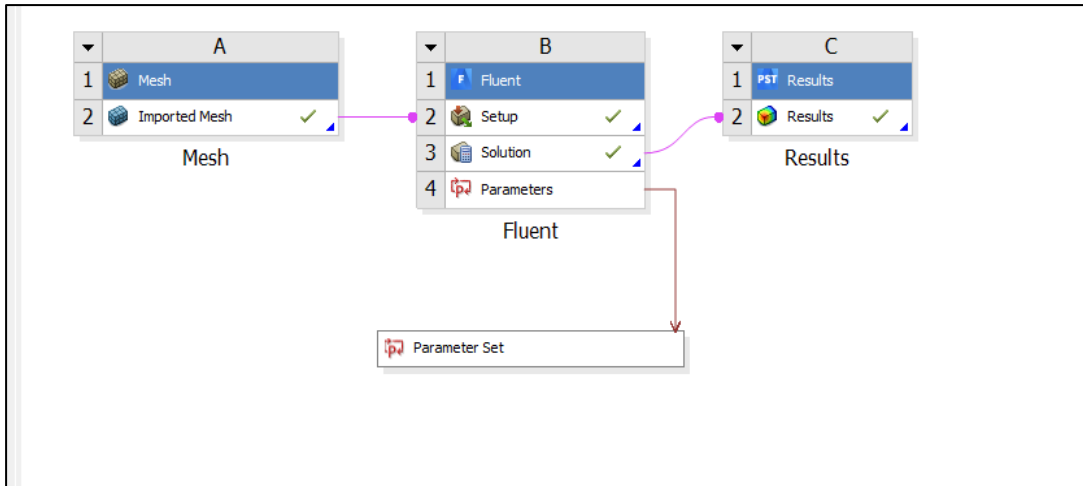 A
1 Mesh
2 Imported Mesh
Mesh
B
1 F Fluent
2 Setup
3 Solution
4 p Parameters
Fluent
C
1 PST Results
2 Results
Results
p Parameter Set